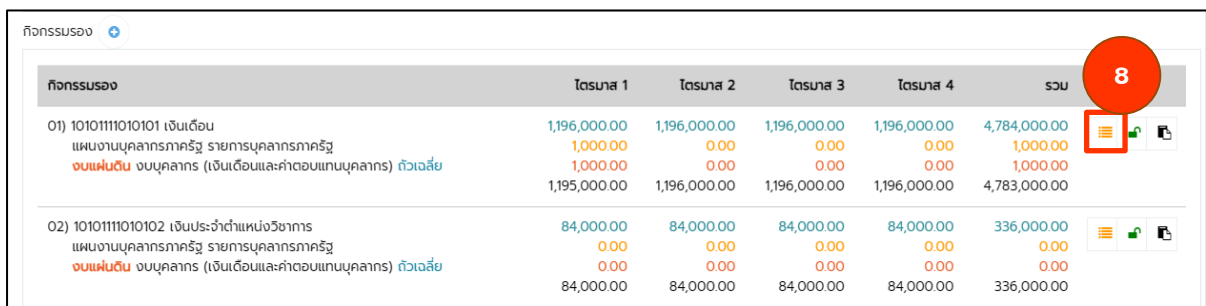 กิจกรรมรอง
8
กิจกรรมรอง ไตรมาส 1 ไตรมาส 2 ไตรมาส 3 ไตรมาส 4 รวม
01) 10101111010101 เงินเดือน 1,196,000.00 1,196,000.00 1,196,000.00 1,196,000.00 4,784,000.00
แผนงานบุคลากรภาครัฐ รายการบุคลากรภาครัฐ 1,000.00 0.00 0.00 0.00 1,000.00
งบแผ่นดิน งบบุคลากร (เงินเดือนและค่าตอบแทนบุคลากร) ถัวเฉลี่ย 1,000.00 0.00 0.00 0.00 1,000.00
1,195,000.00 1,196,000.00 1,196,000.00 1,196,000.00 4,783,000.00
02) 10101111010102 เงินประจำตำแหน่งวิชาการ 84,000.00 84,000.00 84,000.00 84,000.00 336,000.00
แผนงานบุคลากรภาครัฐ รายการบุคลากรภาครัฐ 0.00 0.00 0.00 0.00 0.00
งบแผ่นดิน งบบุคลากร (เงินเดือนและค่าตอบแทนบุคลากร) ถัวเฉลี่ย 0.00 0.00 0.00 0.00 0.00
84,000.00 84,000.00 84,000.00 84,000.00 336,000.00